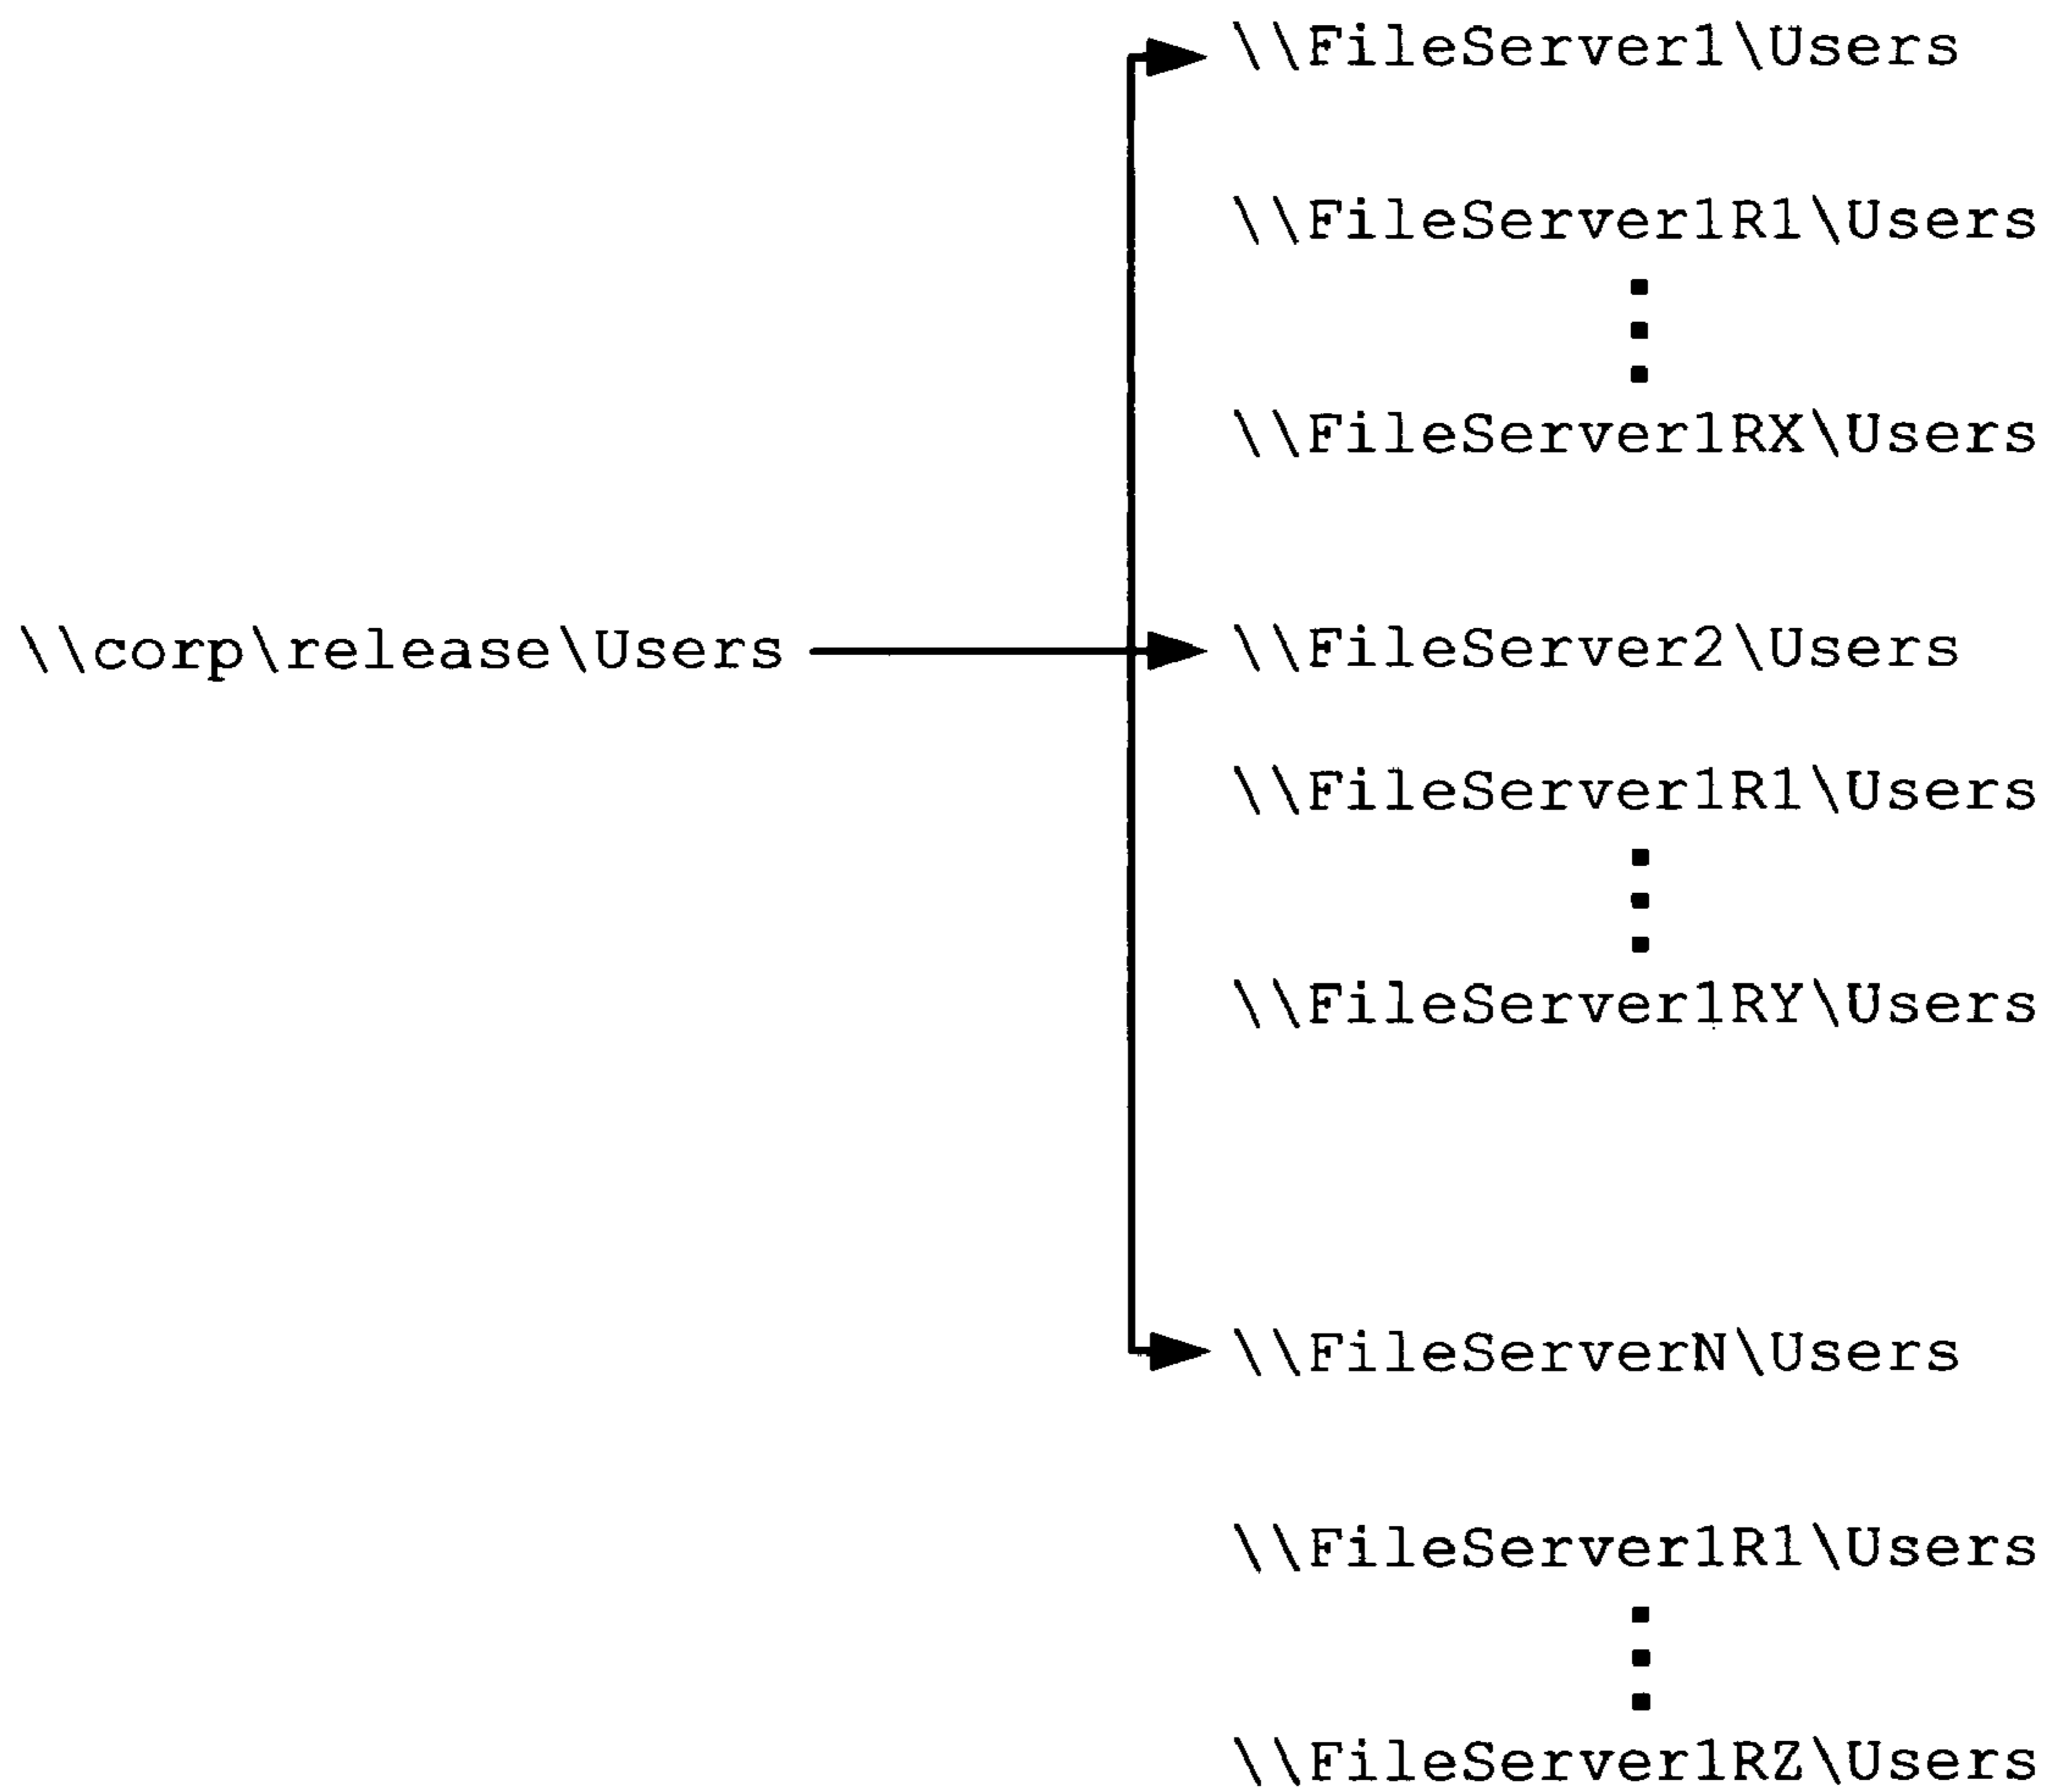 \\FileServer1\Users
\\FileServer1R1\Users
\\FileServer1RX\Users
\\corp\release\Users
\\FileServer2\Users
\\FileServer1R1\Users
\\FileServer1RY\Users
\\FileServerN\Users
\\FileServer1R1\Users
\\FileServer1RZ\Users